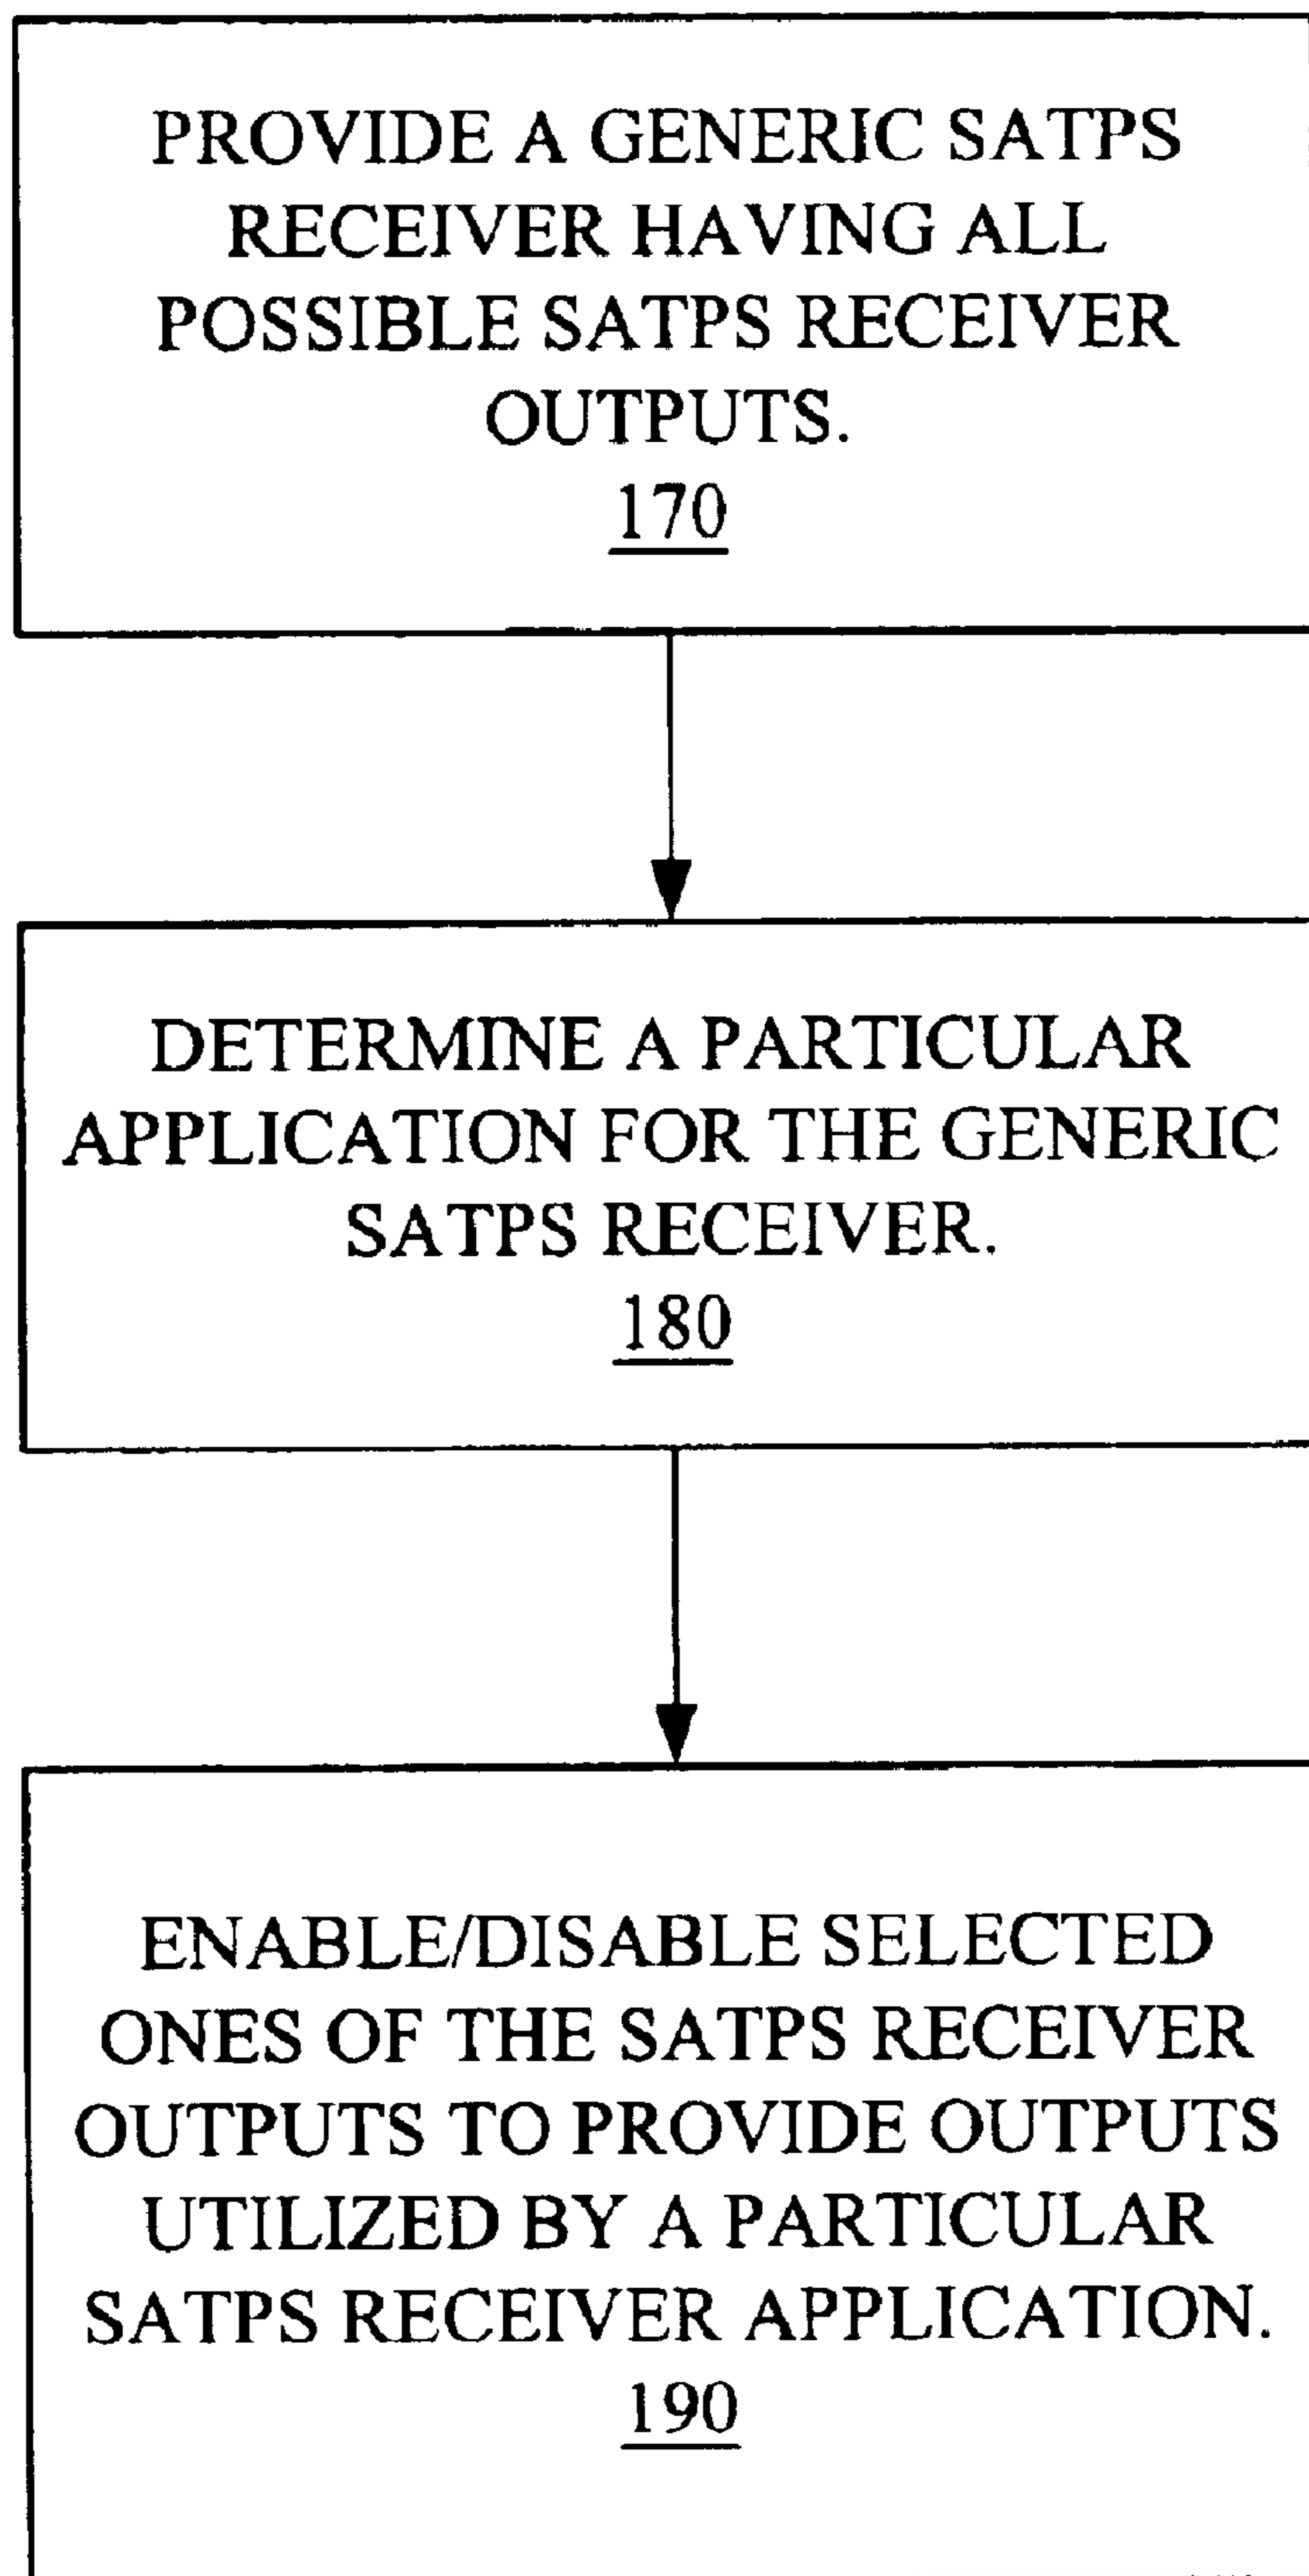 PROVIDE A GENERIC SATPS
RECEIVER HAVING ALL
POSSIBLE SATPS RECEIVER
OUTPUTS.
170
DETERMINE A PARTICULAR
APPLICATION FOR THE GENERIC
SATPS RECEIVER.
180
ENABLE/DISABLE SELECTED
ONES OF THE SATPS RECEIVER
OUTPUTS TO PROVIDE OUTPUTS
UTILIZED BY A PARTICULAR
SATPS RECEIVER APPLICATION.
190